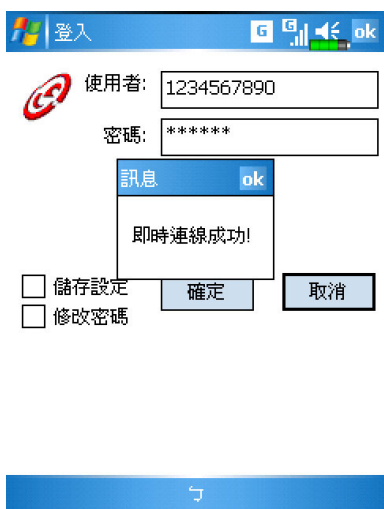 登入 G G ok
使用者: 1234567890
密碼: ******
訊息 ok
即時連線成功!
儲存設定 確定 取消
修改密碼
ㄅ